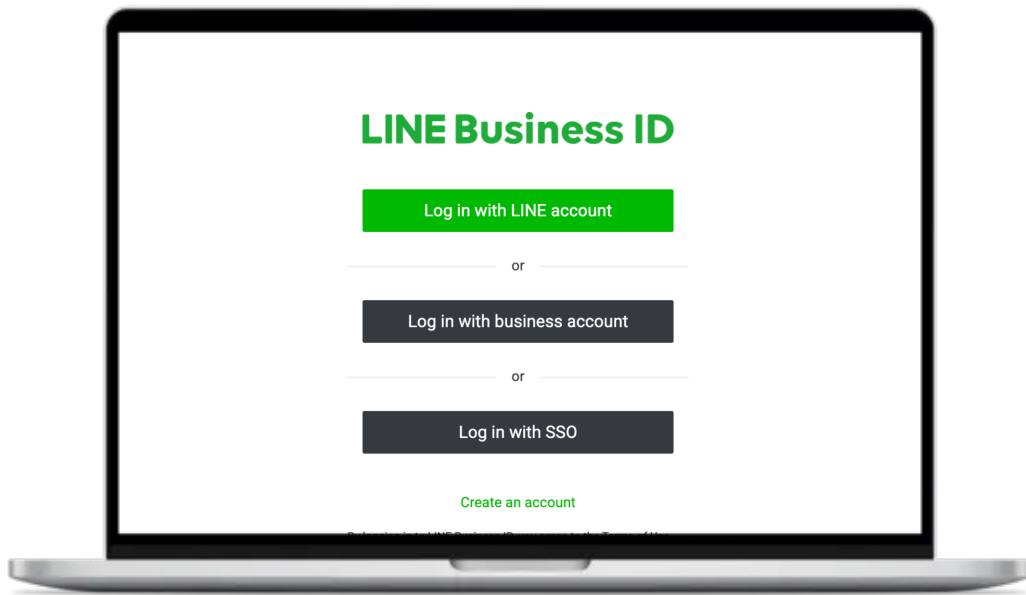 LINE Business ID
Log in with LINE account
or
Log in with business account
or
Log in with SSO
Create an account